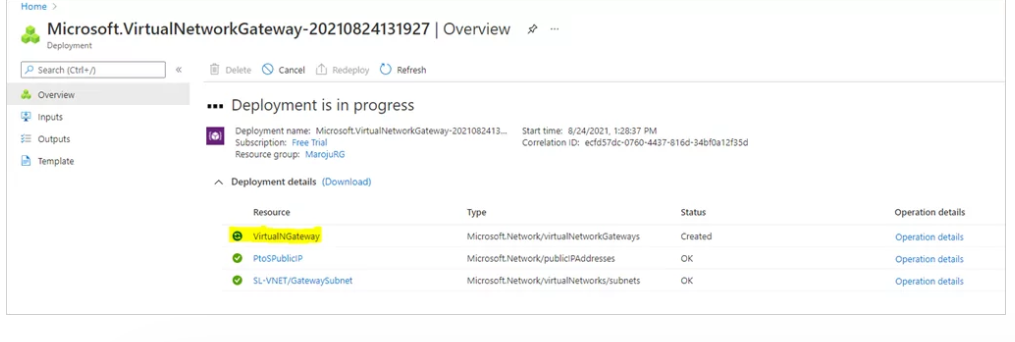 Home >
Microsoft.VirtualNetworkGateway-20210824131927 | Overview ...
Deployment
Search (Ctrl+/) «
Delete Cancel Redeploy Refresh
Overview
Inputs
Outputs
Template
Deployment is in progress
Deployment name: Microsoft.VirtualNetworkGateway-2021082413... Start time: 8/24/2021, 1:28:37 PM
Subscription: Free Trial Correlation ID: ecfd57dc-0760-4437-816d-34bf0a12f35d
Resource group: MarojuRG
Deployment details (Download)
Resource Type Status Operation details
VirtualNGateway Microsoft.Network/virtualNetworkGateways Created Operation details
PtoSPublicIP Microsoft.Network/publicIPAddresses OK Operation details
SL-VNET/GatewaySubnet Microsoft.Network/virtualNetworks/subnets OK Operation details